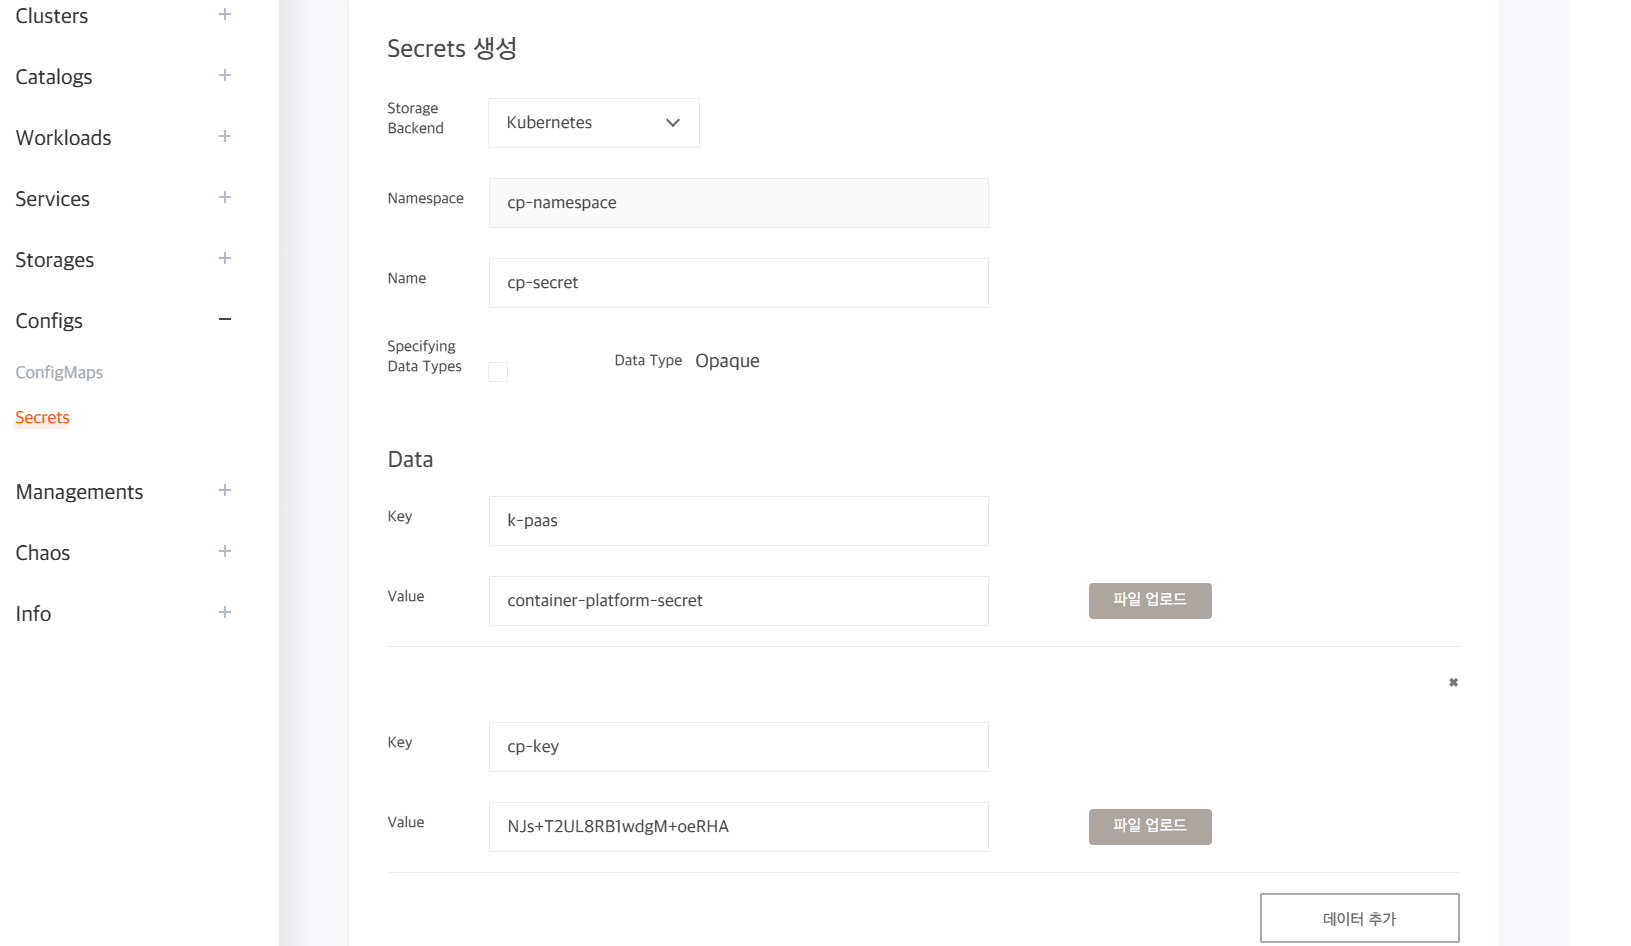 Clusters
Catalogs
Workloads
Services
Storages
Configs
ConfigMaps
Secrets
Managements
Chaos
Info
Secrets 생성
Storage
Backend
Kubernetes
Namespace
cp-namespace
Name
cp-secret
Specifying
Data Types
Data Type Opaque
Data
Key
k-paas
Value
container-platform-secret
파일 업로드
Key
cp-key
Value
NJs+T2UL8RB1wdgM+oeRHA
파일 업로드
데이터 추가